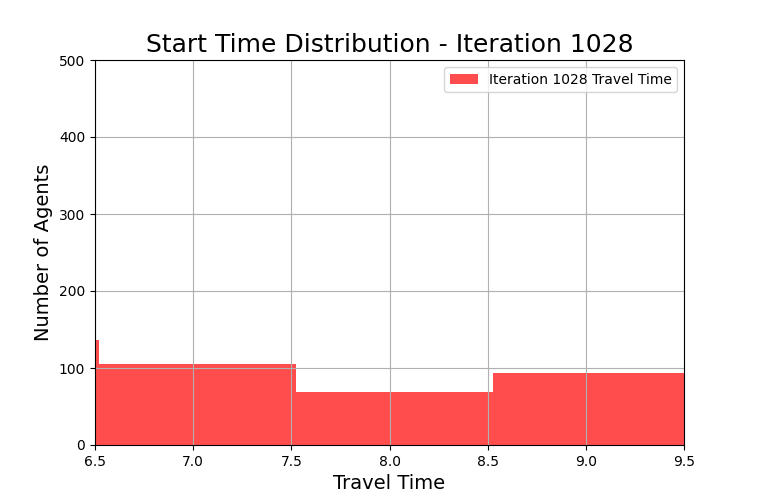 Start Time Distribution - Iteration 1028
Iteration 1028 Travel Time
Number of Agents
500
400
300
200
100
0
6.5 7.0 7.5 8.0 8.5 9.0 9.5
Travel Time